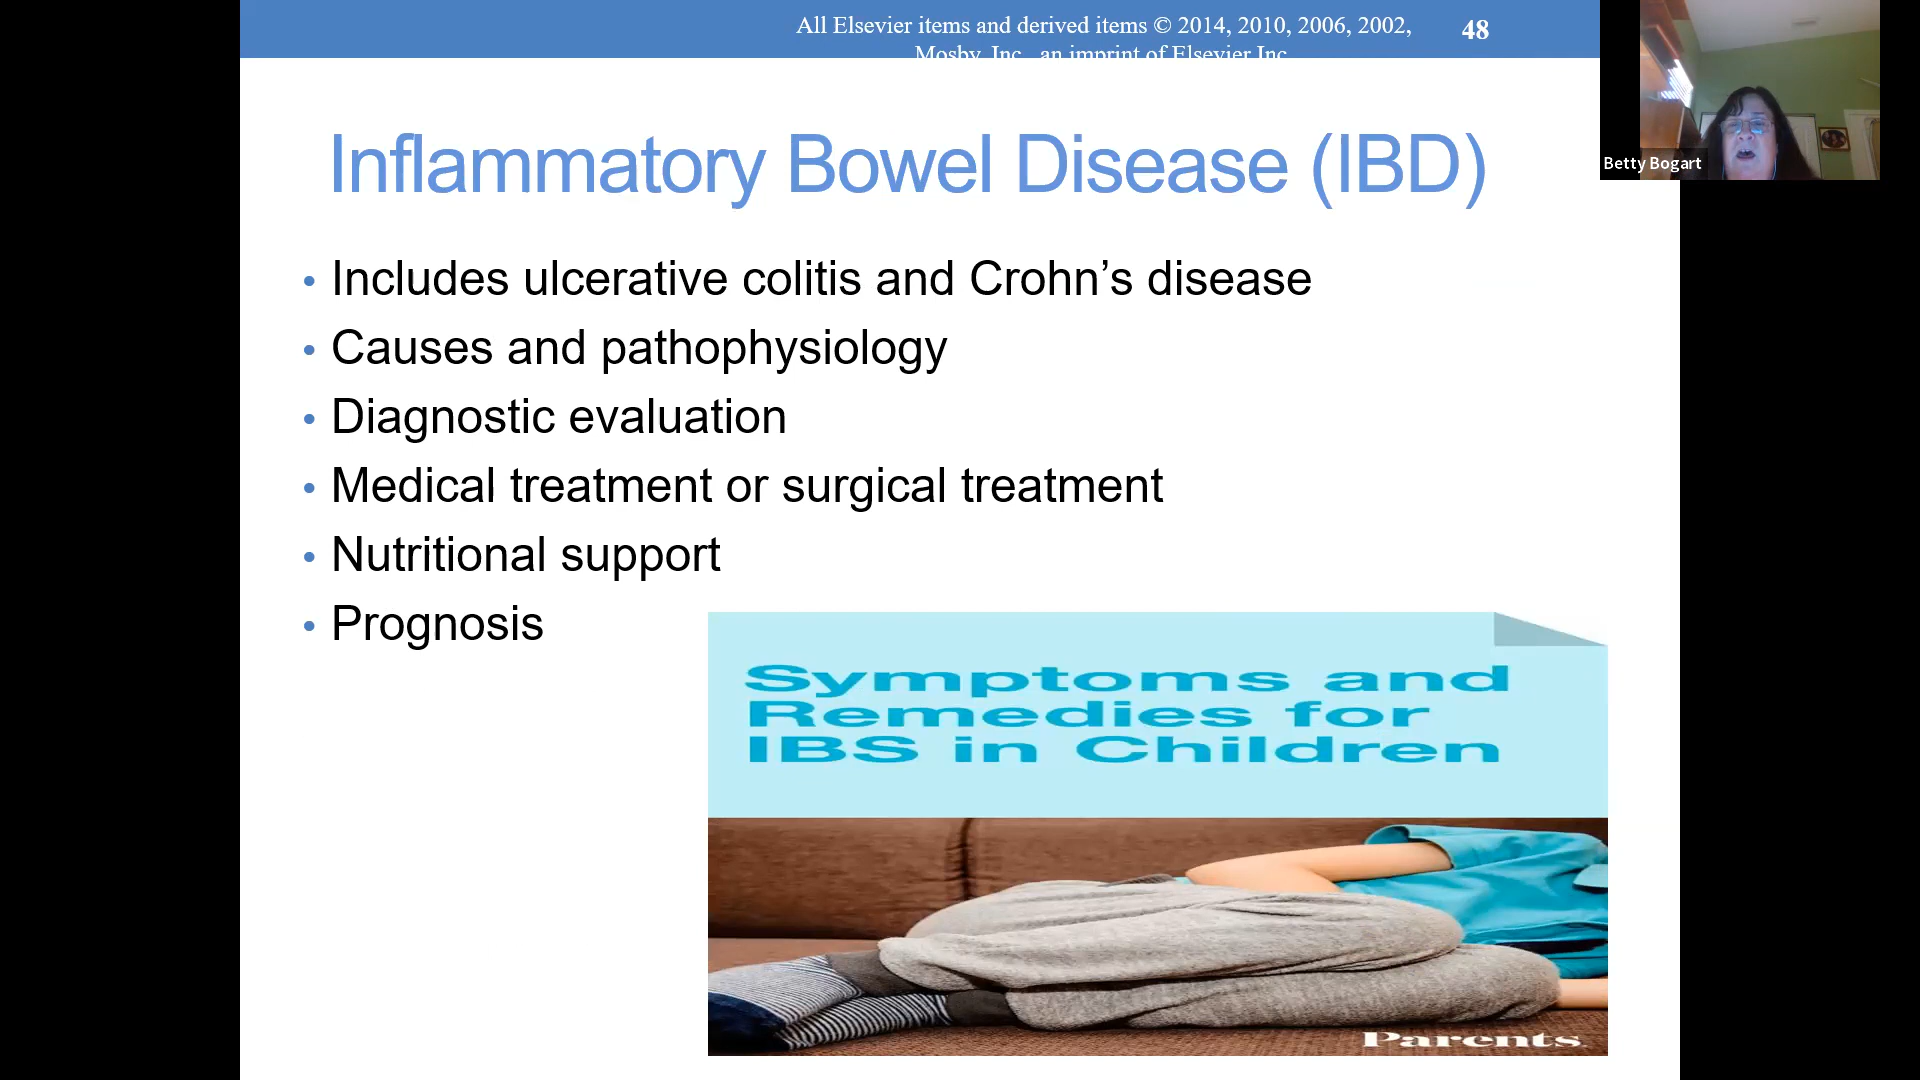 All Elsevier items and derived items © 2014, 2010, 2006, 2002,
Mosby, Inc., an imprint of Elsevier Inc.
48
Betty Bogart
Inflammatory Bowel Disease (IBD)
• Includes ulcerative colitis and Crohn’s disease
• Causes and pathophysiology
• Diagnostic evaluation
• Medical treatment or surgical treatment
• Nutritional support
• Prognosis
Symptoms and
Remedies for
IBS in Children
Parents